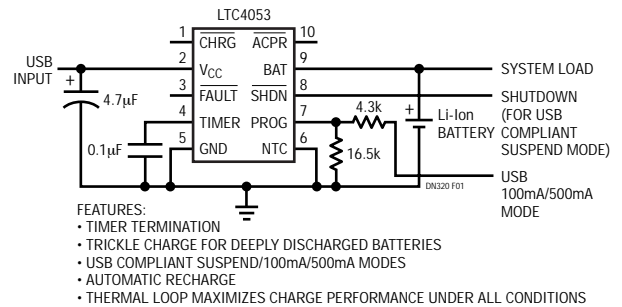 LTC4053
1
CHRG
ACPR
10
USB
INPUT
2
VCC
BAT
9
SYSTEM LOAD
+
4.7µF
3
FAULT
SHDN
8
SHUTDOWN
(FOR USB
COMPLIANT
SUSPEND MODE)
4
TIMER
PROG
7
4.3k
+
Li-Ion
BATTERY
0.1µF
5
GND
NTC
6
16.5k
USB
100mA/500mA
MODE
DN320 F01
FEATURES:
• TIMER TERMINATION
• TRICKLE CHARGE FOR DEEPLY DISCHARGED BATTERIES
• USB COMPLIANT SUSPEND/100mA/500mA MODES
• AUTOMATIC RECHARGE
• THERMAL LOOP MAXIMIZES CHARGE PERFORMANCE UNDER ALL CONDITIONS